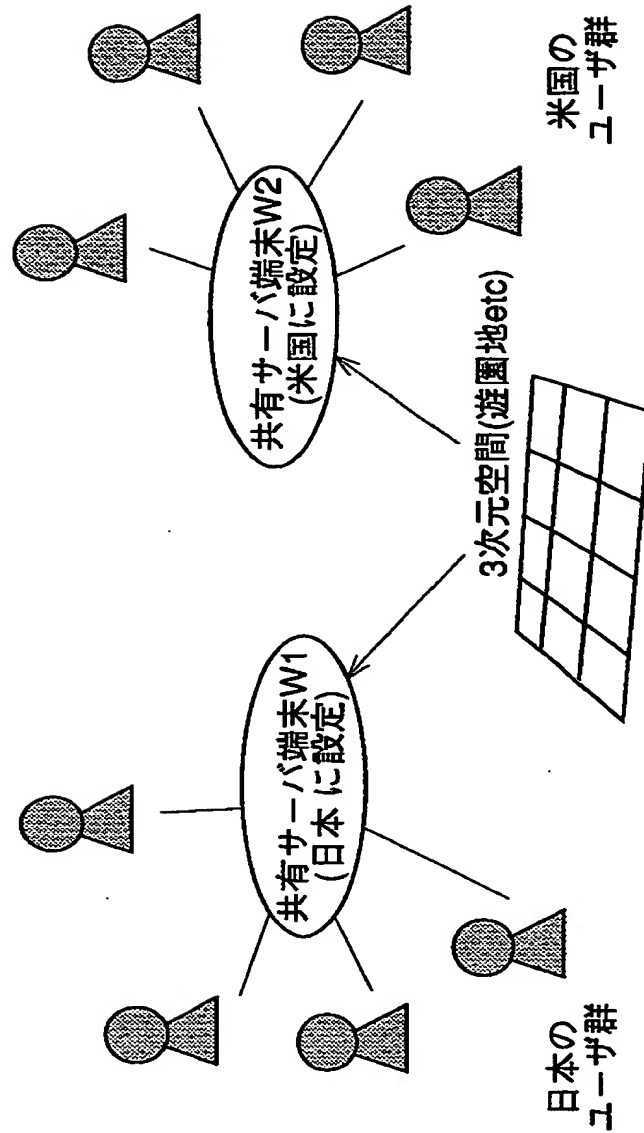 共有サーバ端末W1
(日本 に設定)
共有サーバ端末W2
(米国に設定)
3次元空間(遊園地etc)
日本の
ユーザ群
米国の
ユーザ群